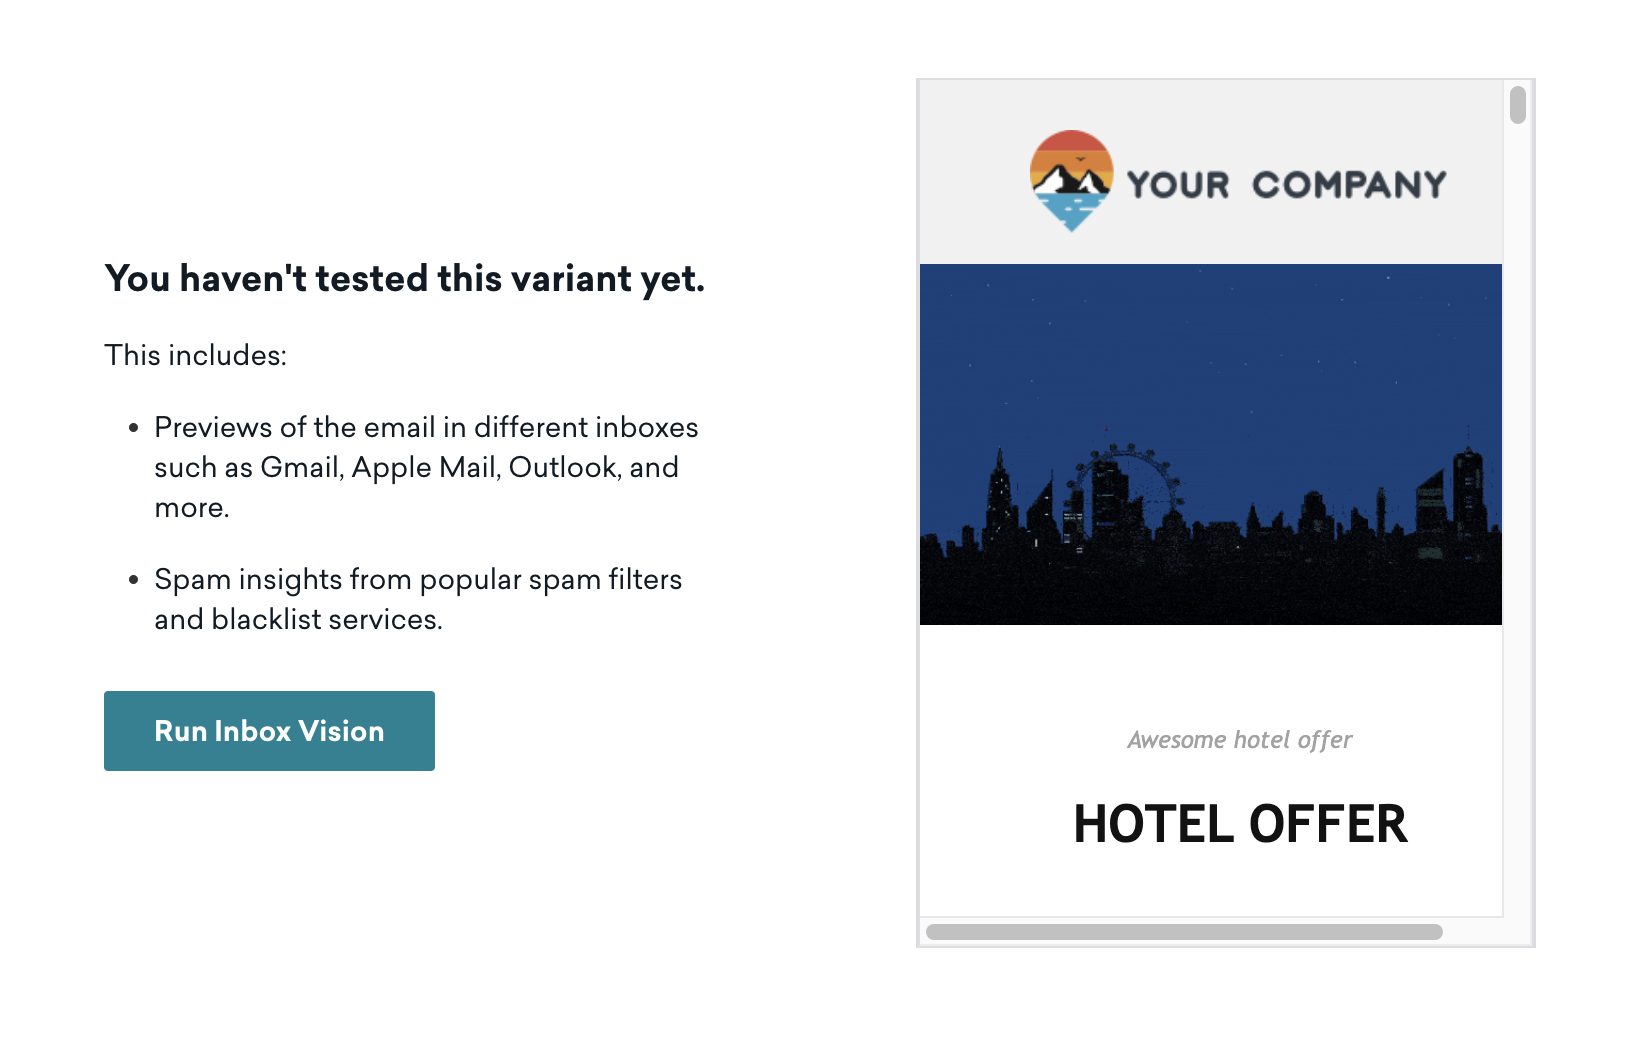 You haven't tested this variant yet.
This includes:
Previews of the email in different inboxes
such as Gmail, Apple Mail, Outlook, and
more.
Spam insights from popular spam filters
and blacklist services.
Run Inbox Vision
YOUR COMPANY
Awesome hotel offer
HOTEL OFFER